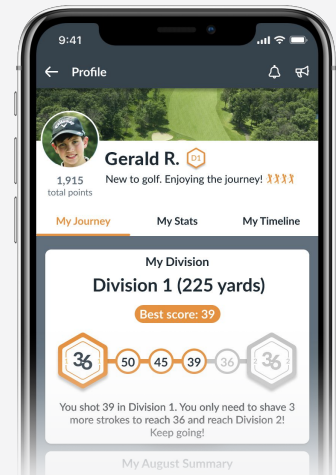 9:41
Profile
Gerald R. D1
1,915
total points
New to golf. Enjoying the journey!
My Journey My Stats My Timeline
My Division
Division 1 (225 yards)
Best score: 39
36 50 45 39 36 36
You shot 39 in Division 1. You only need to shave 3
more strokes to reach 36 and reach Division 2!
Keep going!
My August Summary